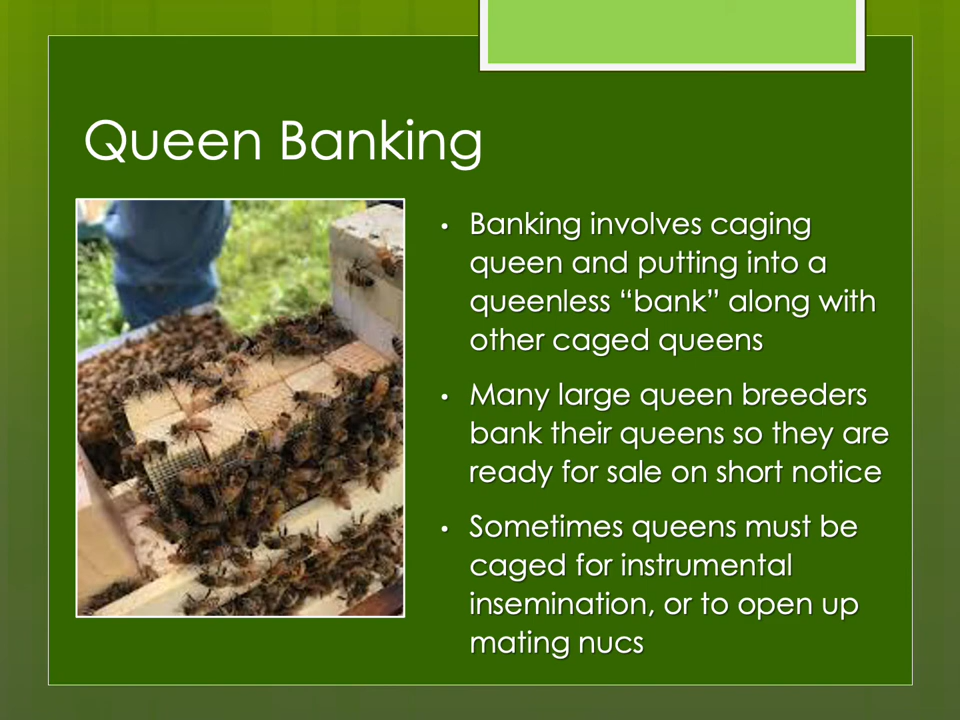 Queen Banking
• Banking involves caging
queen and putting into a
queenless “bank” along with
other caged queens
• Many large queen breeders
bank their queens so they are
ready for sale on short notice
• Sometimes queens must be
caged for instrumental
insemination, or to open up
mating nucs